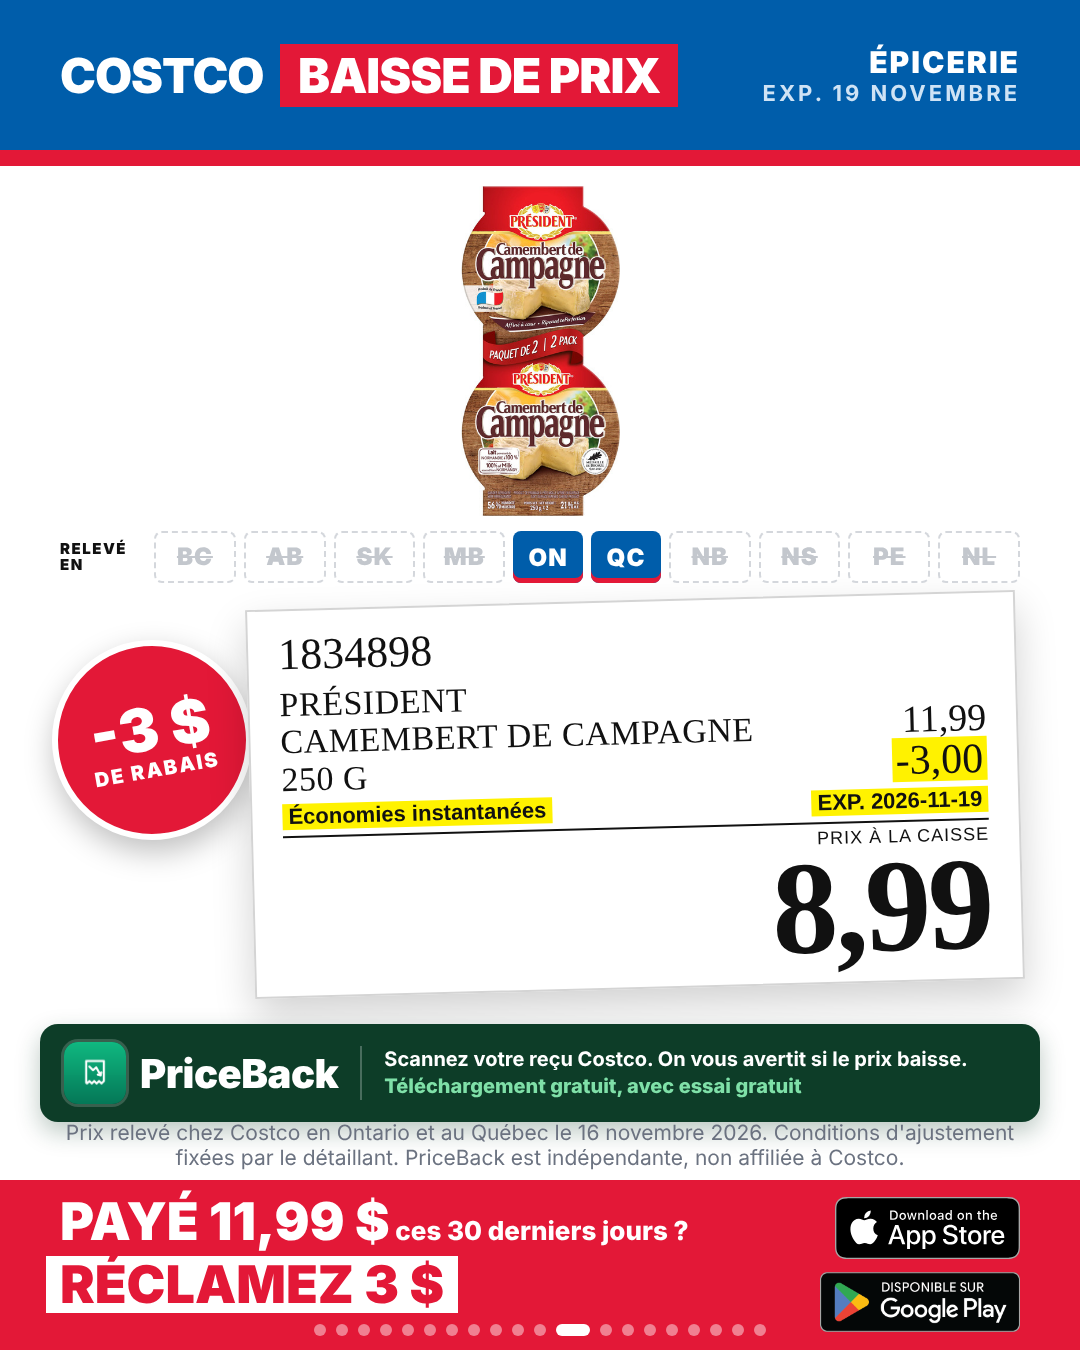 COSTCO BAISSE DE PRIX
ÉPICERIE
EXP. 19 NOVEMBRE
PRÉSIDENT
Camembert de
Campagne
Affiné à cœur • Ripened to Perfection
PAQUET DE 2 | 2 PACK
PRÉSIDENT
Camembert de
Campagne
RELEVÉ
EN
BC AB SK MB ON QC NB NS PE NL
1834898
PRÉSIDENT
CAMEMBERT DE CAMPAGNE
250 G
11,99
-3,00
Économies instantanées
EXP. 2026-11-19
PRIX À LA CAISSE
8,99
-3 $
DE RABAIS
PriceBack
Scannez votre reçu Costco. On vous avertit si le prix baisse.
Téléchargement gratuit, avec essai gratuit
Prix relevé chez Costco en Ontario et au Québec le 16 novembre 2026. Conditions d'ajustement
fixées par le détaillant. PriceBack est indépendante, non affiliée à Costco.
PAYÉ 11,99 $ ces 30 derniers jours ?
RÉCLAMEZ 3 $
Download on the
App Store
DISPONIBLE SUR
Google Play